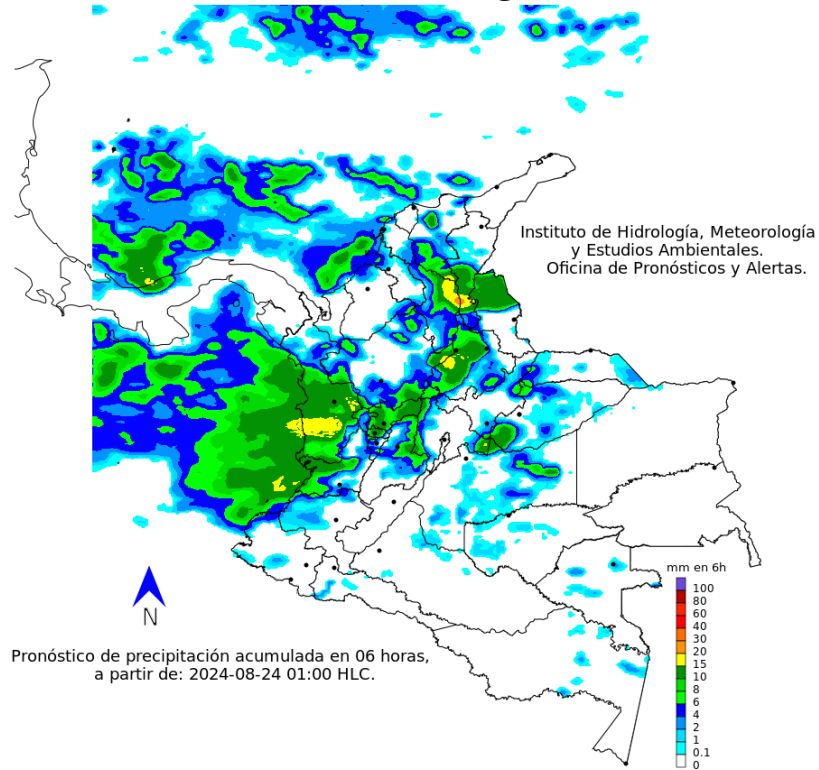 Instituto de Hidrología, Meteorología
y Estudios Ambientales.
Oficina de Pronósticos y Alertas.
N
Pronóstico de precipitación acumulada en 06 horas,
a partir de: 2024-08-24 01:00 HLC.
mm en 6h
100
80
60
40
30
20
15
10
8
6
4
2
1
0.1
0